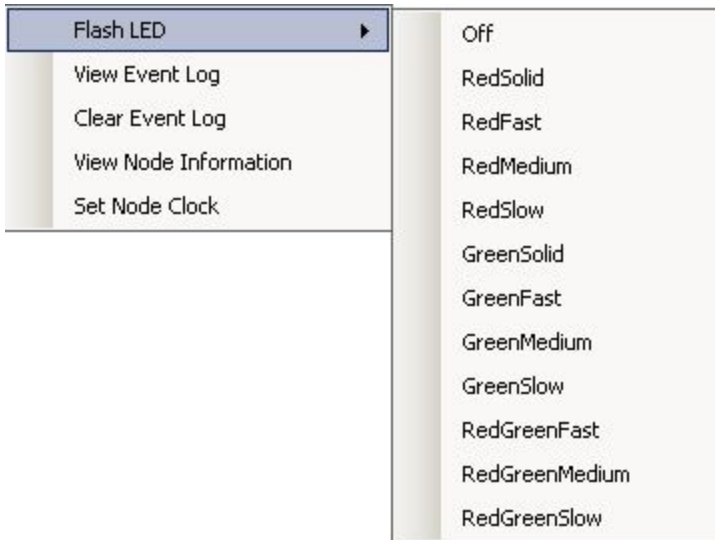 Flash LED
View Event Log
Clear Event Log
View Node Information
Set Node Clock
Off
RedSolid
RedFast
RedMedium
RedSlow
GreenSolid
GreenFast
GreenMedium
GreenSlow
RedGreenFast
RedGreenMedium
RedGreenSlow